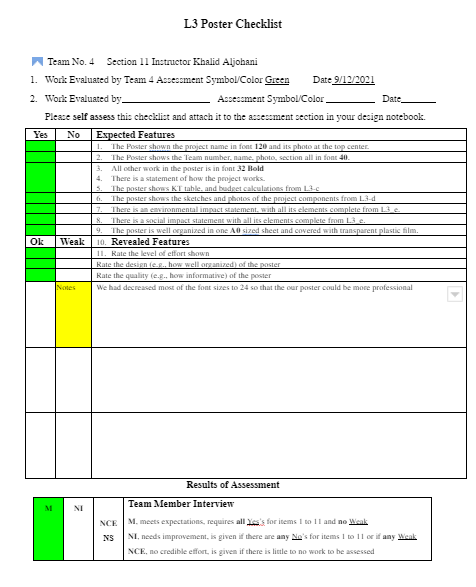 L3 Poster Checklist
Team No. 4 Section 11 Instructor Khalid Aljohani
1. Work Evaluated by Team 4 Assessment Symbol/Color Green Date 9/12/2021
2. Work Evaluated by____________ Assessment Symbol/Color _______ Date_____
Please self assess this checklist and attach it to the assessment section in your design notebook.
Yes No Expected Features
1. The Poster shown the project name in font 120 and its photo at the top center.
2. The Poster shows the Team number, name, photo, section all in font 40.
3. All other work in the poster is in font 32 Bold
4. There is a statement of how the project works.
5. The poster shows KT table, and budget calculations from L3-c
6. The poster shows the sketches and photos of the project components from L3-d
7. There is an environmental impact statement, with all its elements complete from L3_e.
8. There is a social impact statement with all its elements complete from L3_e.
9. The poster is well organized in one A0 sized sheet and covered with transparent plastic film.
Ok Weak 10. Revealed Features
11. Rate the level of effort shown
Rate the design (e.g., how well organized) of the poster
Rate the quality (e.g., how informative) of the poster
Notes We had decreased most of the font sizes to 24 so that the our poster could be more professional
Results of Assessment
M NI NCE NS Team Member Interview
M, meets expectations, requires all Yes's for items 1 to 11 and no Weak
NI, needs improvement, is given if there are any No's for items 1 to 11 or if any Weak
NCE, no credible effort, is given if there is little to no work to be assessed